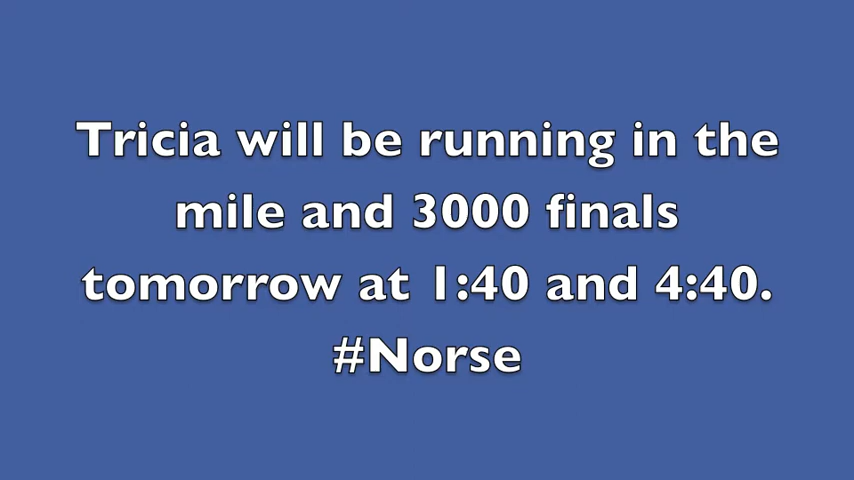 Tricia will be running in the
mile and 3000 finals
tomorrow at 1:40 and 4:40.
#Norse